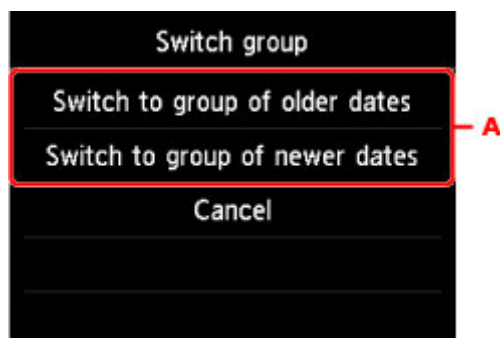 Switch group
Switch to group of older dates
A
Switch to group of newer dates
Cancel